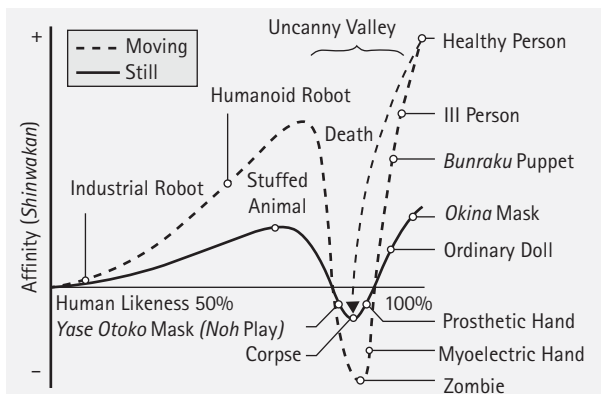 +
Uncanny Valley
Moving
Still
Healthy Person
Humanoid Robot
Death
Ill Person
Bunraku Puppet
Industrial Robot
Stuffed
Animal
Okina Mask
Ordinary Doll
Affinity (Shinwakan)
Human Likeness 50%
100%
Yase Otoko Mask (Noh Play)
Prosthetic Hand
Corpse
Myoelectric Hand
–
Zombie